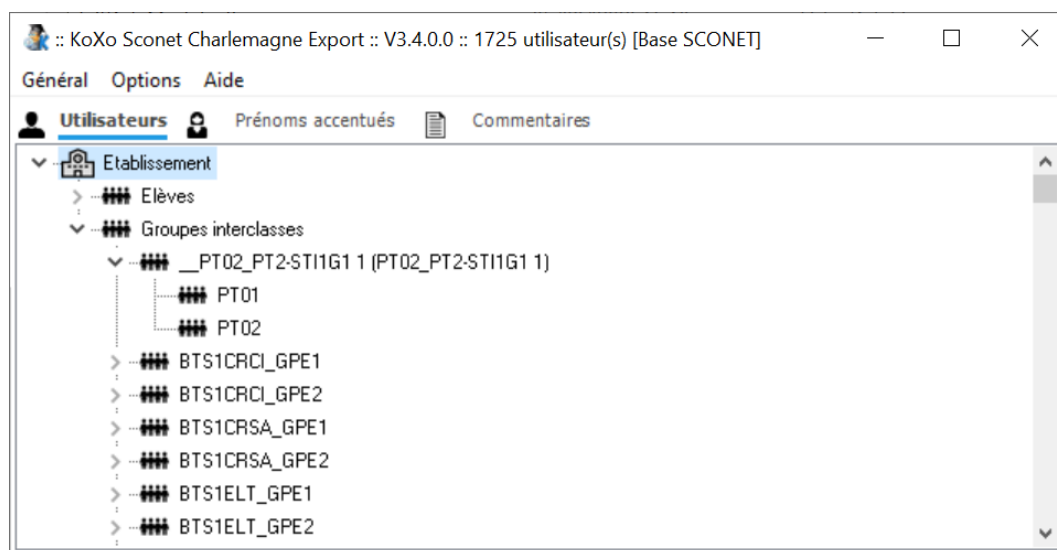 :: KoXo Sconet Charlemagne Export :: V3.4.0.0 :: 1725 utilisateur(s) [Base SCONET]
Général Options Aide
Utilisateurs Prénoms accentués Commentaires
Etablissement
Elèves
Groupes interclasses
__PT02_PT2-STI1G1 1 (PT02_PT2-STI1G1 1)
PT01
PT02
BTS1CRCI_GPE1
BTS1CRCI_GPE2
BTS1CRSA_GPE1
BTS1CRSA_GPE2
BTS1ELT_GPE1
BTS1ELT_GPE2